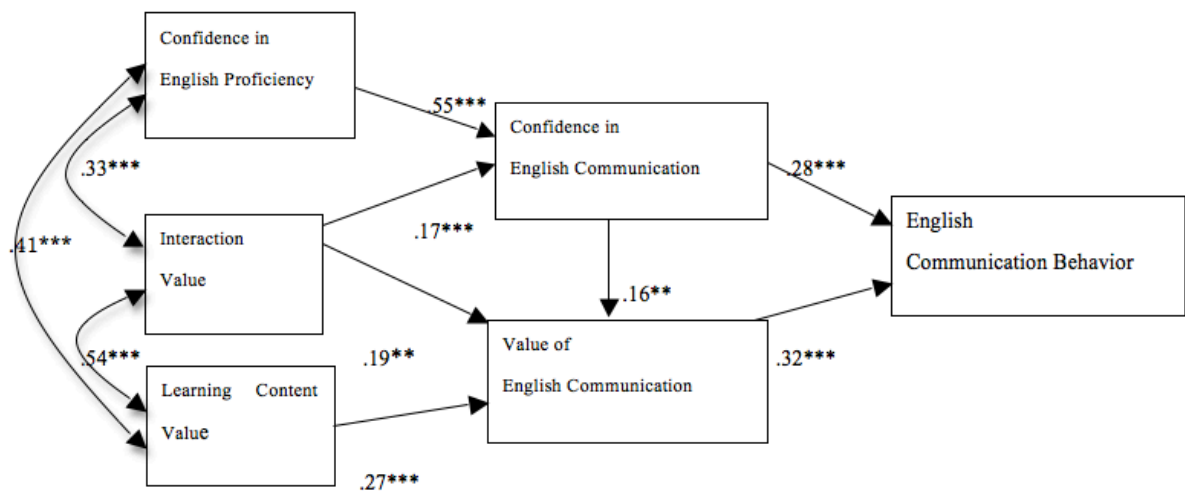 Confidence in
English Proficiency
.55***
Confidence in
English Communication
.33***
.28***
.41***
Interaction
Value
.17***
English
Communication Behavior
.16**
.54***
.19**
Value of
English Communication
.32***
Learning Content
Value
.27***